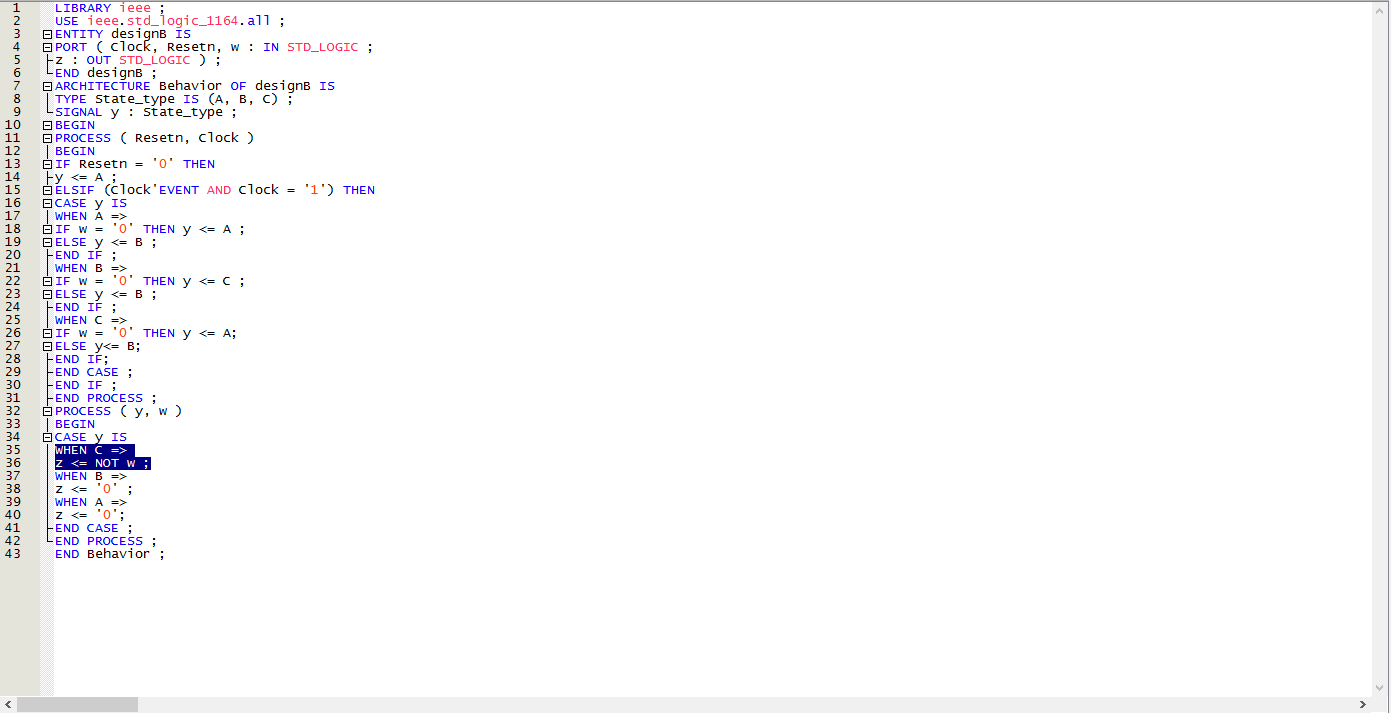 1 LIBRARY ieee ;
2 USE ieee.std_logic_1164.all ;
3 ENTITY designB IS
4 PORT ( Clock, Resetn, w : IN STD_LOGIC ;
5 z : OUT STD_LOGIC ) ;
6 END designB ;
7 ARCHITECTURE Behavior OF designB IS
8 TYPE State_type IS (A, B, C) ;
9 SIGNAL y : State_type ;
10 BEGIN
11 PROCESS ( Resetn, Clock )
12 BEGIN
13 IF Resetn = '0' THEN
14 y <= A ;
15 ELSIF (Clock'EVENT AND Clock = '1') THEN
16 CASE y IS
17 WHEN A =>
18 IF w = '0' THEN y <= A ;
19 ELSE y <= B ;
20 END IF ;
21 WHEN B =>
22 IF w = '0' THEN y <= C ;
23 ELSE y <= B ;
24 END IF ;
25 WHEN C =>
26 IF w = '0' THEN y <= A;
27 ELSE y<= B;
28 END IF;
29 END CASE ;
30 END IF ;
31 END PROCESS ;
32 PROCESS ( y, w )
33 BEGIN
34 CASE y IS
35 WHEN C =>
36 z <= NOT w ;
37 WHEN B =>
38 z <= '0' ;
39 WHEN A =>
40 z <= '0';
41 END CASE ;
42 END PROCESS ;
43 END Behavior ;